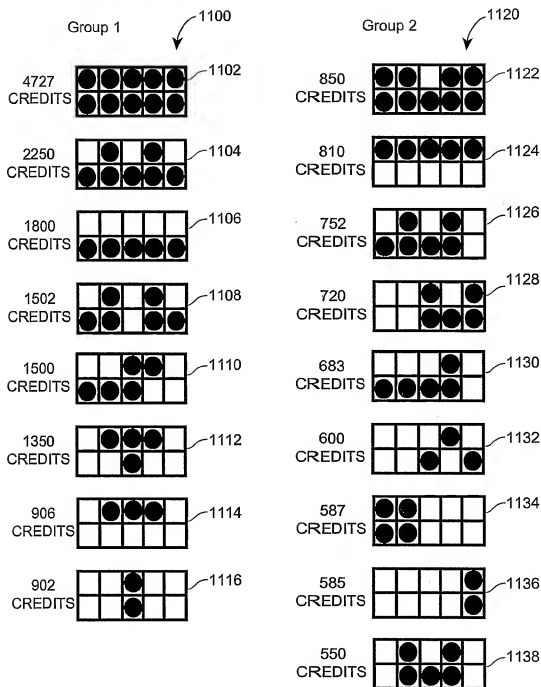 Group 1
1100
4727
CREDITS
1102
2250
CREDITS
1104
1800
CREDITS
1106
1502
CREDITS
1108
1500
CREDITS
1110
1350
CREDITS
1112
906
CREDITS
1114
902
CREDITS
1116
Group 2
1120
850
CREDITS
1122
810
CREDITS
1124
752
CREDITS
1126
720
CREDITS
1128
683
CREDITS
1130
600
CREDITS
1132
587
CREDITS
1134
585
CREDITS
1136
550
CREDITS
1138